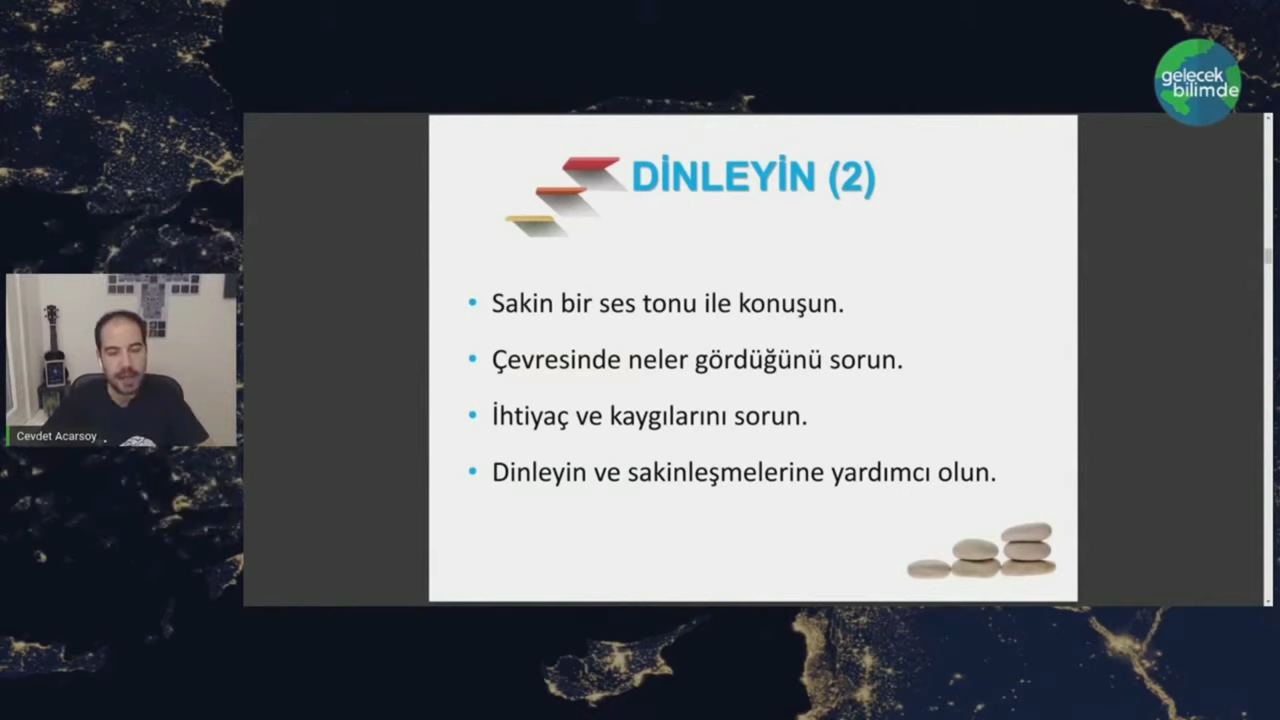 gelecek
bilimde
DİNLEYİN (2)
• Sakin bir ses tonu ile konuşun.
• Çevresinde neler gördüğünü sorun.
• İhtiyaç ve kaygılarını sorun.
• Dinleyin ve sakinleşmelerine yardımcı olun.
Cevdet Acarsoy